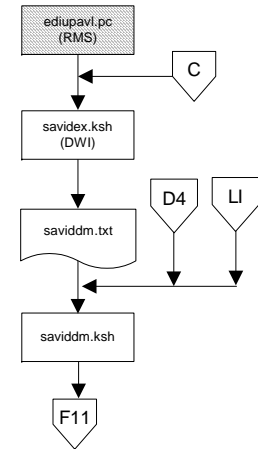 ediupavl.pc
(RMS)
C
savidex.ksh
(DWI)
D4
LI
saviddm.txt
saviddm.ksh
F11